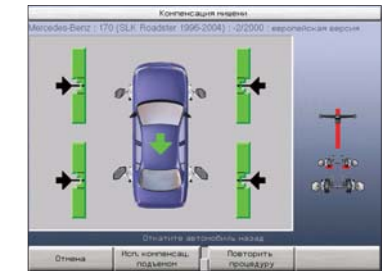 Компенсация мишени
Mercedes-Benz : 170 (SLK Roadster 1996-2004) : -2/2000 : европейская версия
Откатите автомобиль назад
Отмена
Исп. компенсац.
подъемом
Повторить
процедуру